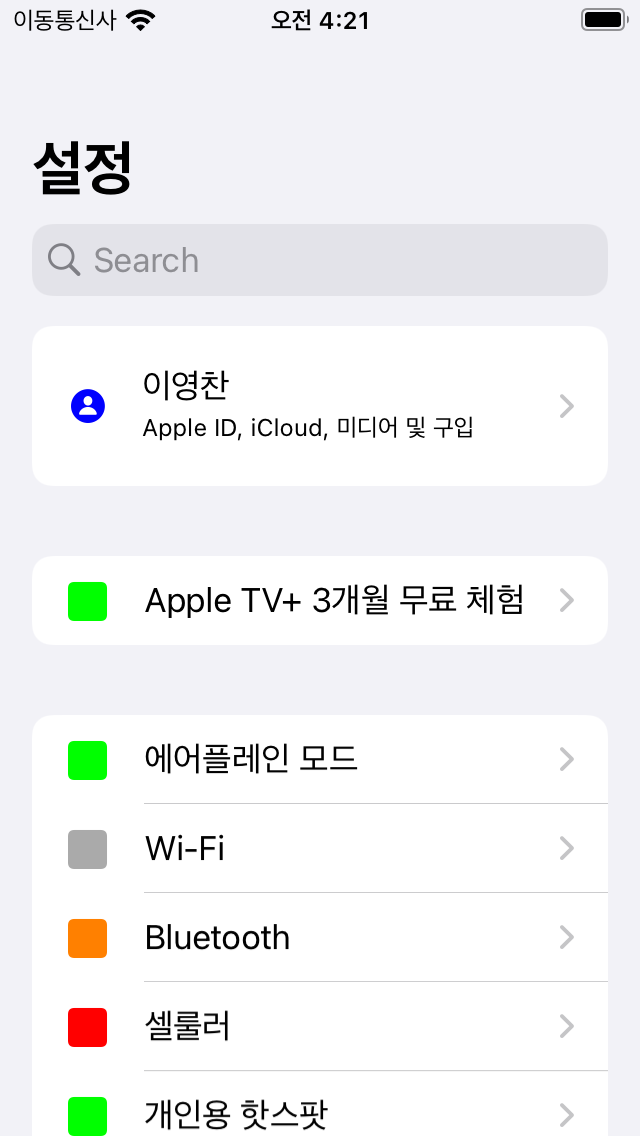 이동통신사 오전 4:21
설정
Search
이영찬
Apple ID, iCloud, 미디어 및 구입
Apple TV+ 3개월 무료 체험
에어플레인 모드
Wi-Fi
Bluetooth
셀룰러
개인용 핫스팟